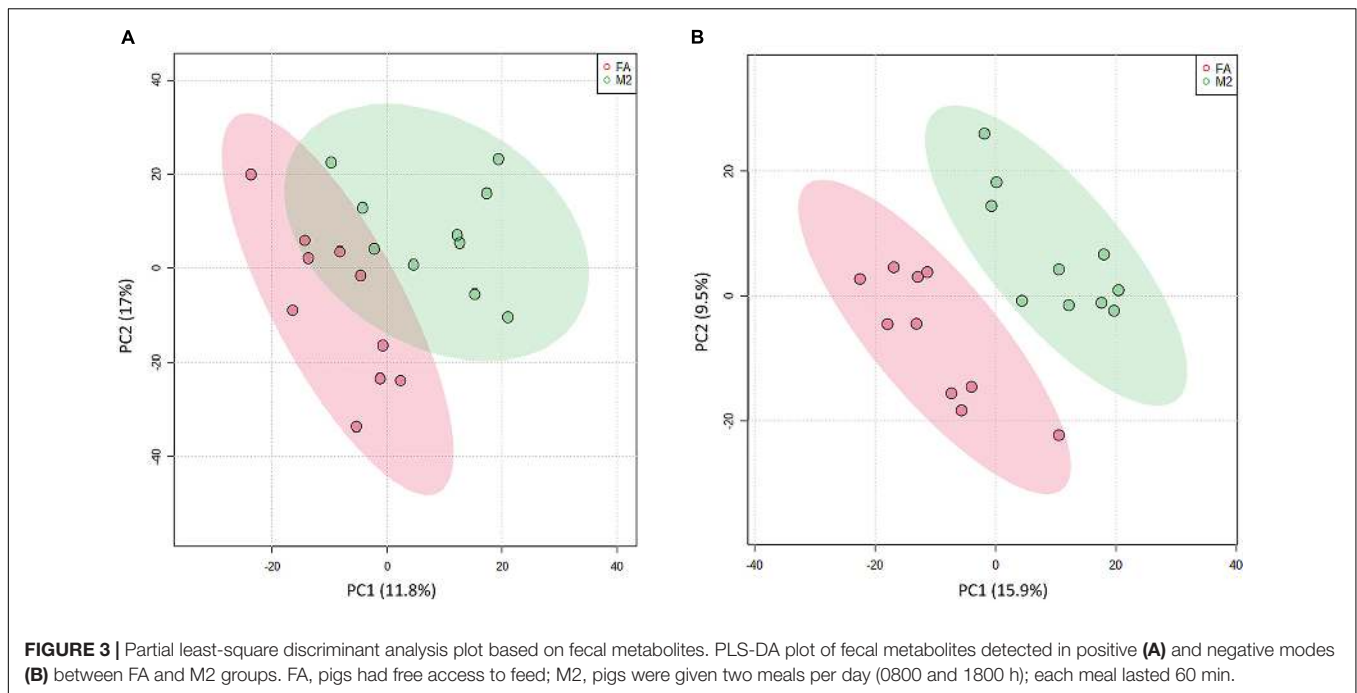 A
FA
M2
40
20
0
-20
-40
PC2 (17%)
-20
0
20
40
PC1 (11.8%)
B
FA
M2
20
0
-20
PC2 (9.5%)
-40
-20
0
20
40
PC1 (15.9%)
FIGURE 3 | Partial least-square discriminant analysis plot based on fecal metabolites. PLS-DA plot of fecal metabolites detected in positive (A) and negative modes
(B) between FA and M2 groups. FA, pigs had free access to feed; M2, pigs were given two meals per day (0800 and 1800 h); each meal lasted 60 min.